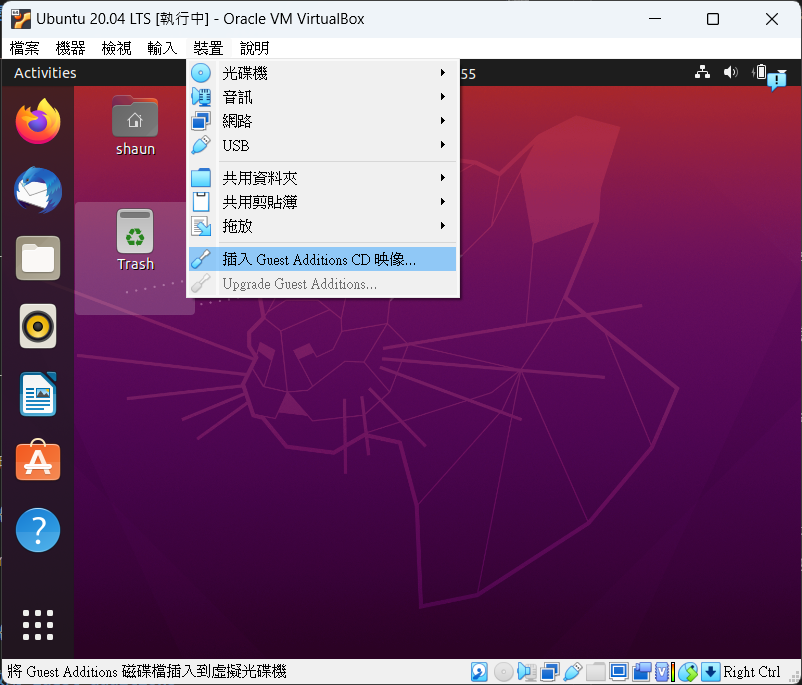 Ubuntu 20.04 LTS [執行中] - Oracle VM VirtualBox
檔案 機器 檢視 輸入 裝置 說明
Activities
55
光碟機
音訊
網路
USB
共用資料夾
共用剪貼簿
拖放
插入 Guest Additions CD 映像...
Upgrade Guest Additions...
shaun
Trash
將 Guest Additions 磁碟檔插入到虛擬光碟機
Right Ctrl